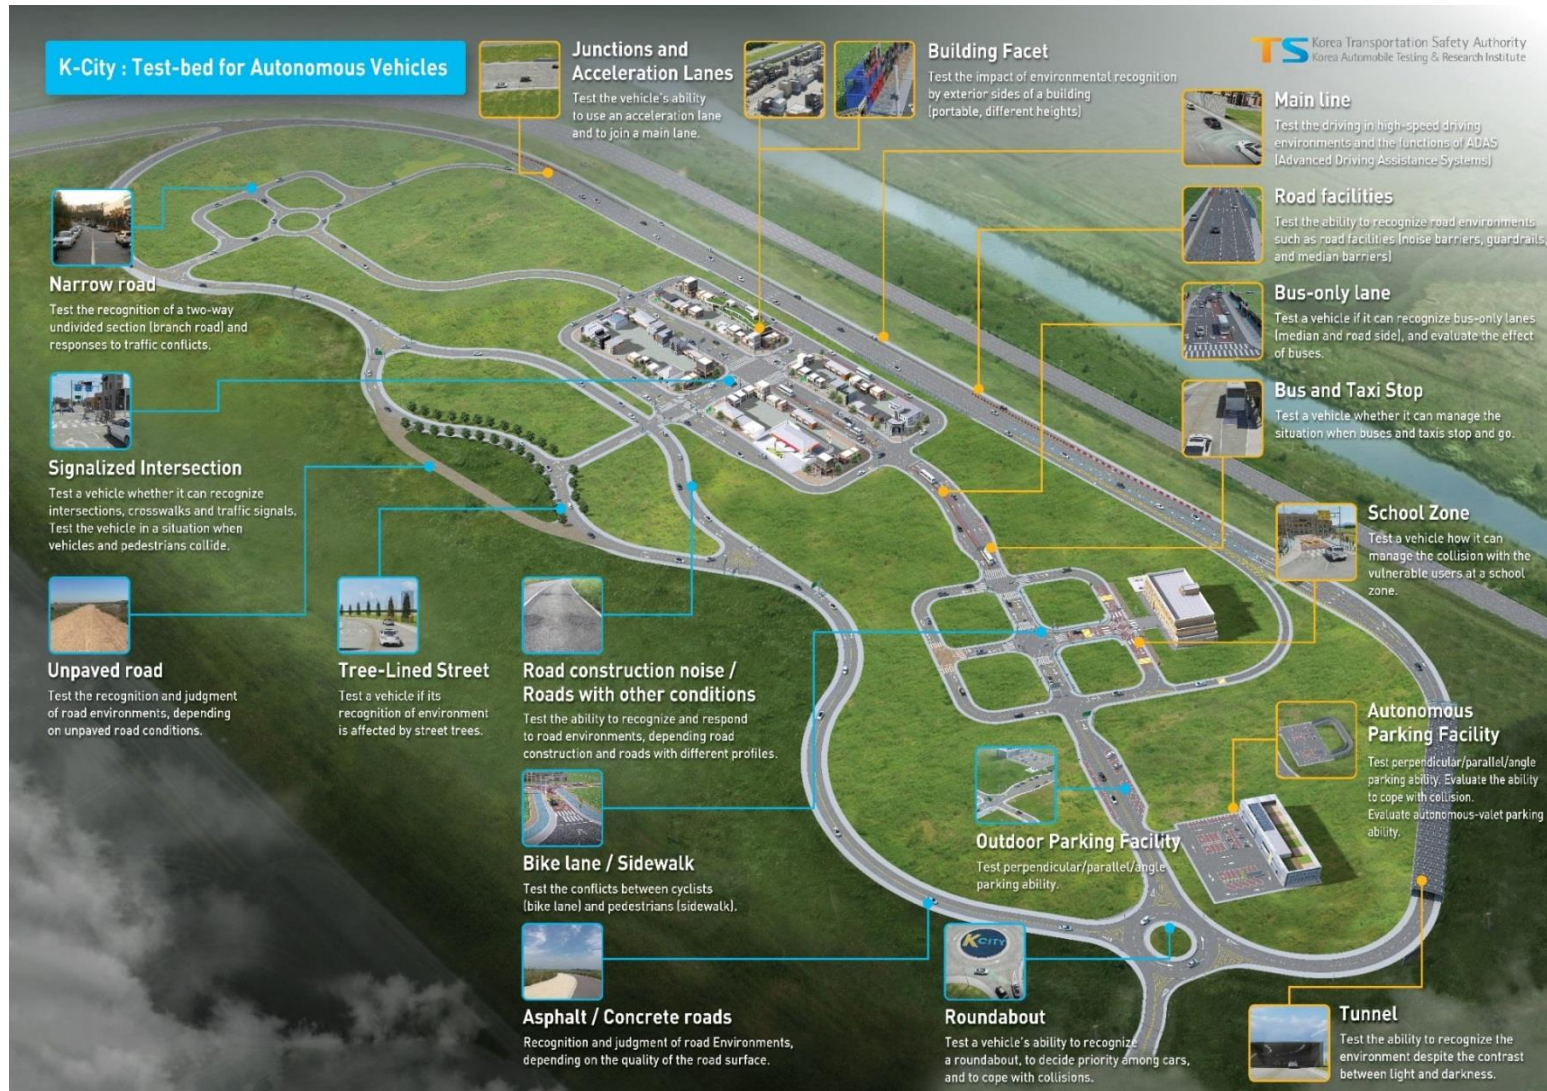 K-City : Test-bed for Autonomous Vehicles
Junctions and
Acceleration Lanes
Test the vehicle's ability
to use an acceleration lane
and to join a main lane.
Building Facet
Test the impact of environmental recognition
by exterior sides of a building
(portable, different heights)
TS
Korea Transportation Safety Authority
Korea Automobile Testing & Research Institute
Main line
Test the driving in high-speed driving
environments and the functions of ADAS
(Advanced Driving Assistance Systems)
Road facilities
Test the ability to recognize road environments
such as road facilities (noise barriers, guardrails,
and median barriers)
Bus-only lane
Test a vehicle if it can recognize bus-only lanes
(median and road side), and evaluate the effect
of buses.
Bus and Taxi Stop
Test a vehicle whether it can manage the
situation when buses and taxis stop and go.
School Zone
Test a vehicle how it can
manage the collision with the
vulnerable users at a school
zone.
Autonomous
Parking Facility
Test perpendicular/parallel/angle
parking ability. Evaluate the ability
to cope with collision.
Evaluate autonomous-valet parking
ability.
Narrow road
Test the recognition of a two-way
undivided section (branch road) and
responses to traffic conflicts.
Signalized Intersection
Test a vehicle whether it can recognize
intersections, crosswalks and traffic signals.
Test the vehicle in a situation when
vehicles and pedestrians collide.
Unpaved road
Test the recognition and judgment
of road environments, depending
on unpaved road conditions.
Tree-Lined Street
Test a vehicle if its
recognition of environment
is affected by street trees.
Road construction noise /
Roads with other conditions
Test the ability to recognize and respond
to road environments, depending road
construction and roads with different profiles.
Bike lane / Sidewalk
Test the conflicts between cyclists
(bike lane) and pedestrians (sidewalk).
Asphalt / Concrete roads
Recognition and judgment of road Environments,
depending on the quality of the road surface.
Outdoor Parking Facility
Test perpendicular/parallel/angle
parking ability.
K CITY
Roundabout
Test a vehicle's ability to recognize
a roundabout, to decide priority among cars,
and to cope with collisions.
Tunnel
Test the ability to recognize the
environment despite the contrast
between light and darkness.